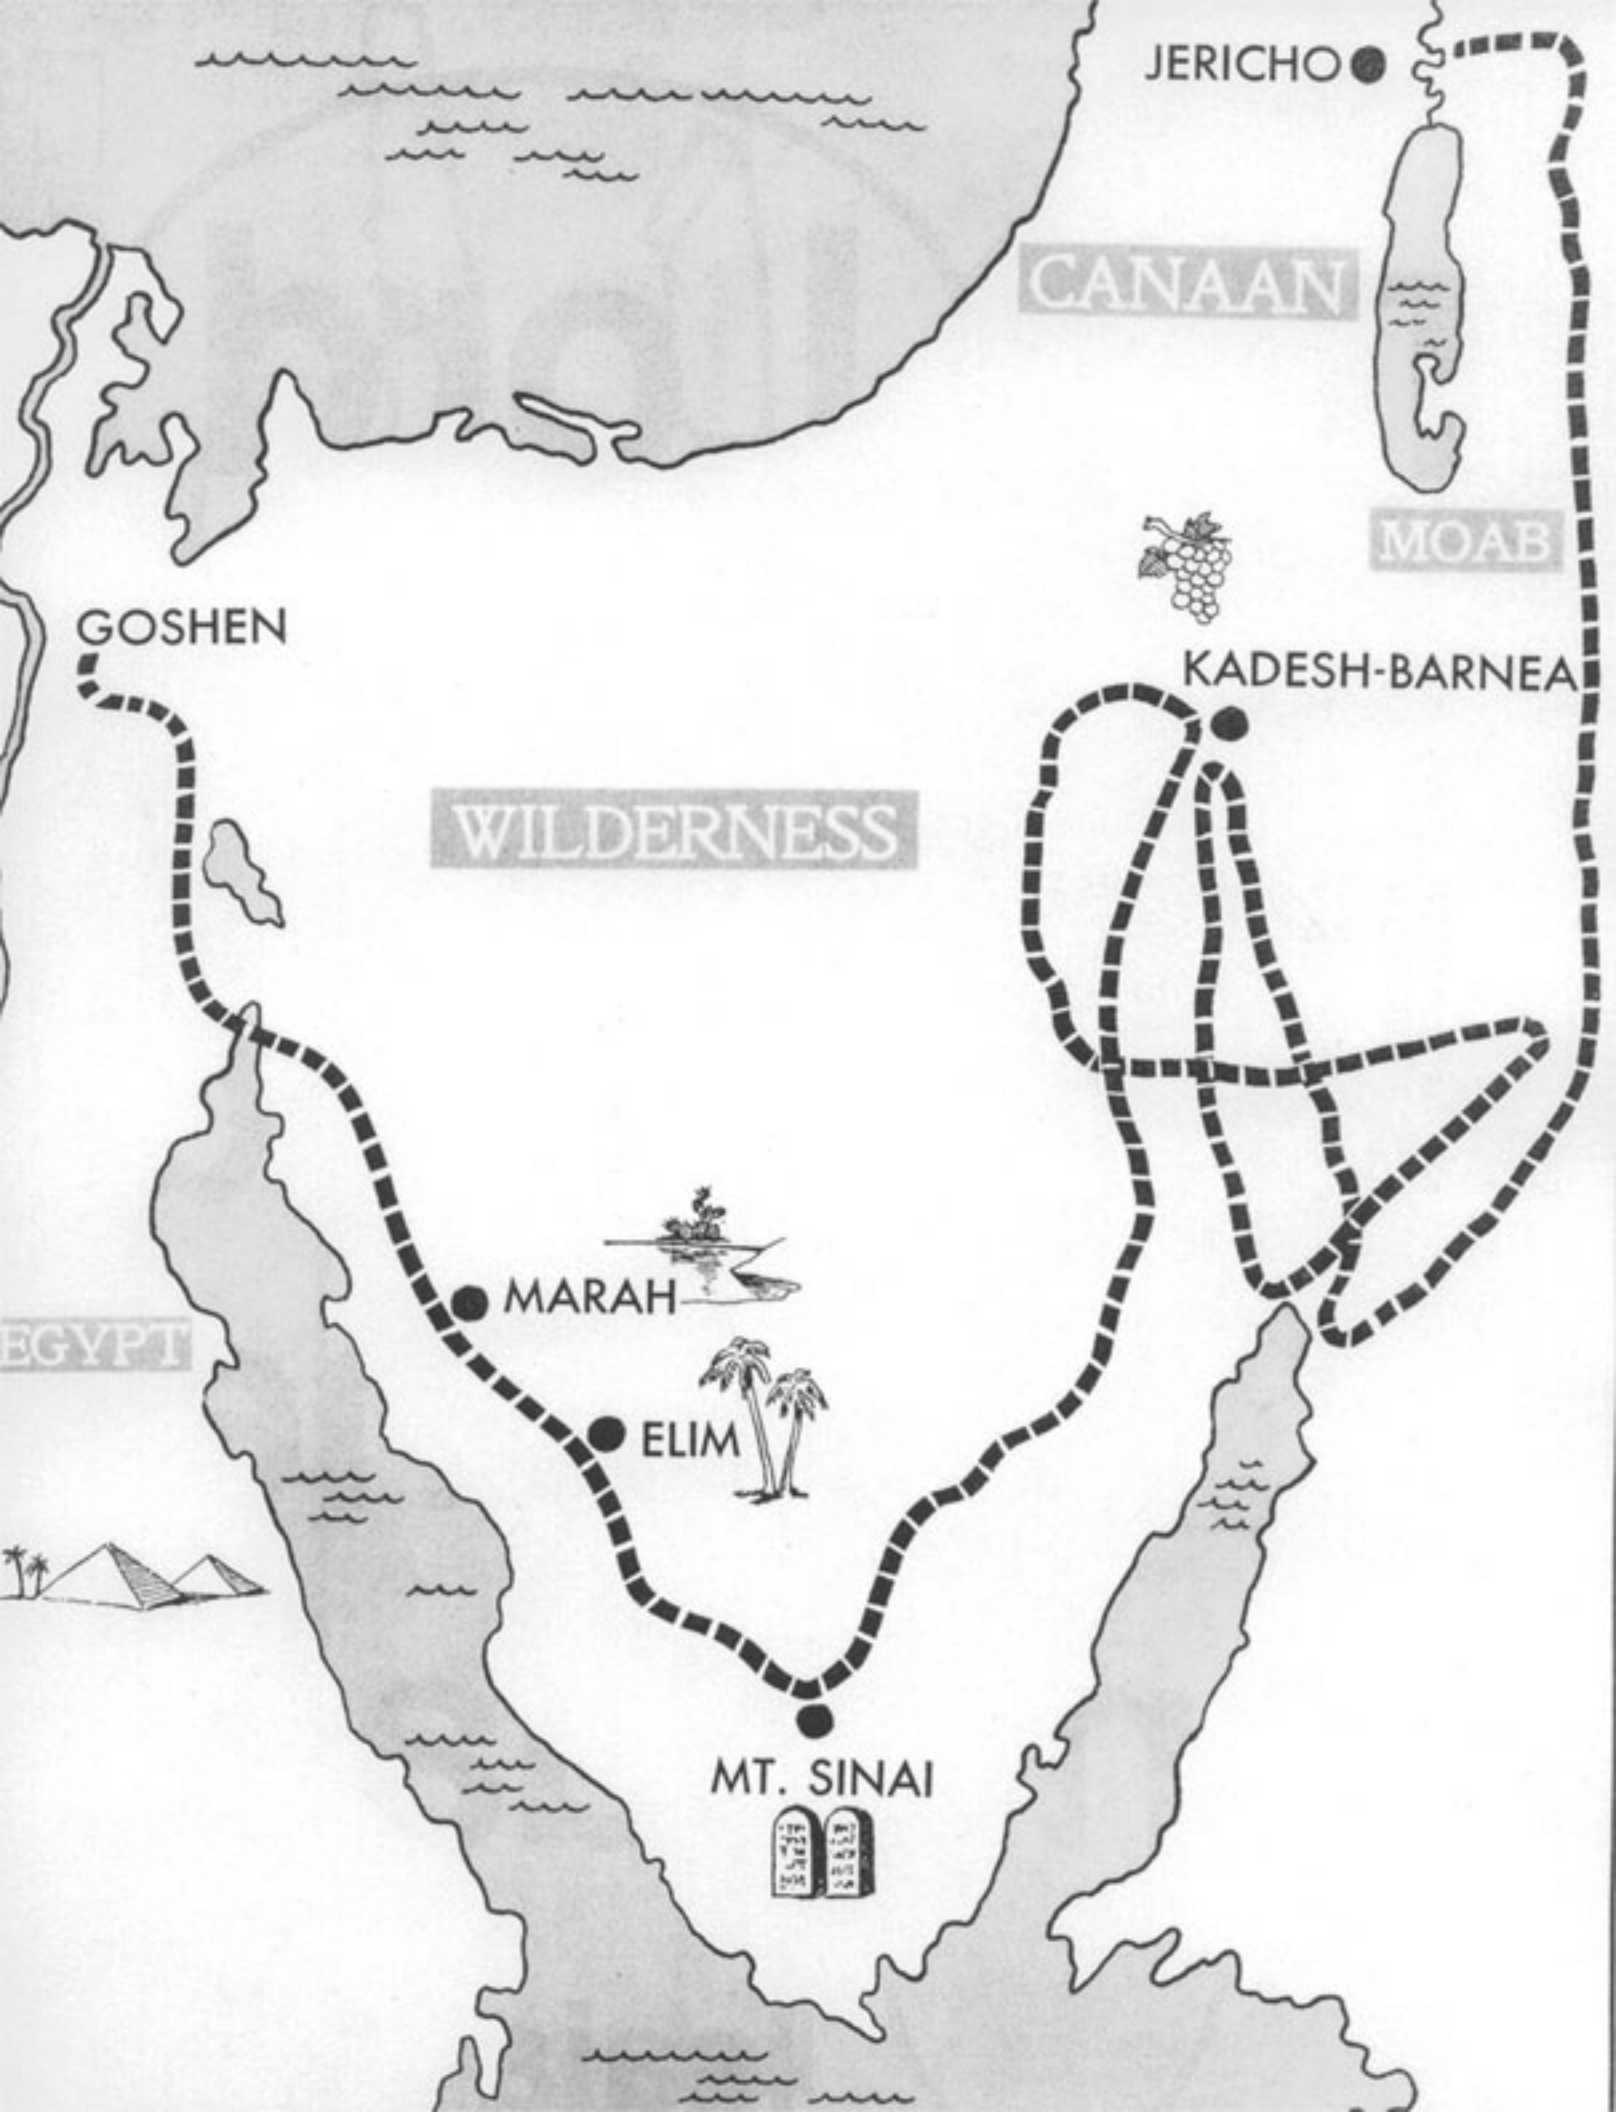 JERICHO
CANAAN
MOAB
GOSHEN
KADESH-BARNEA
WILDERNESS
MARAH
EGYPT
ELIM
MT. SINAI